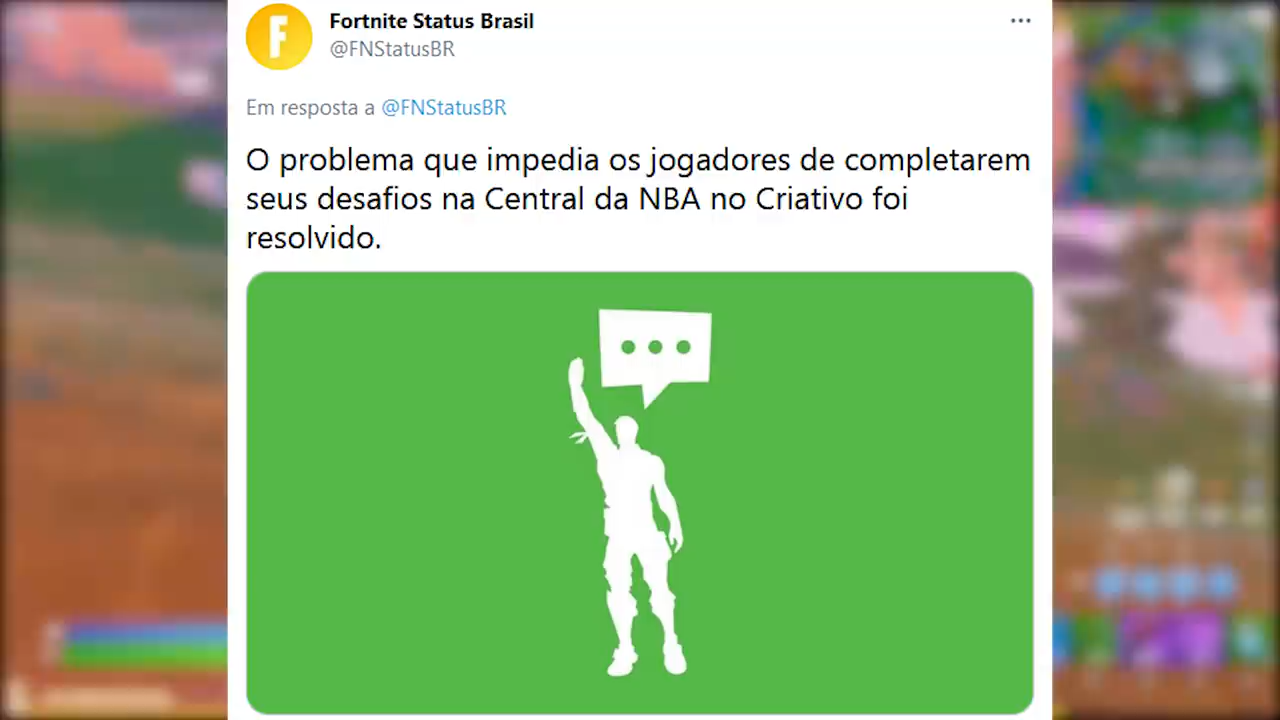 Fortnite Status Brasil
@FNStatusBR
Em resposta a @FNStatusBR
O problema que impedia os jogadores de completarem
seus desafios na Central da NBA no Criativo foi
resolvido.